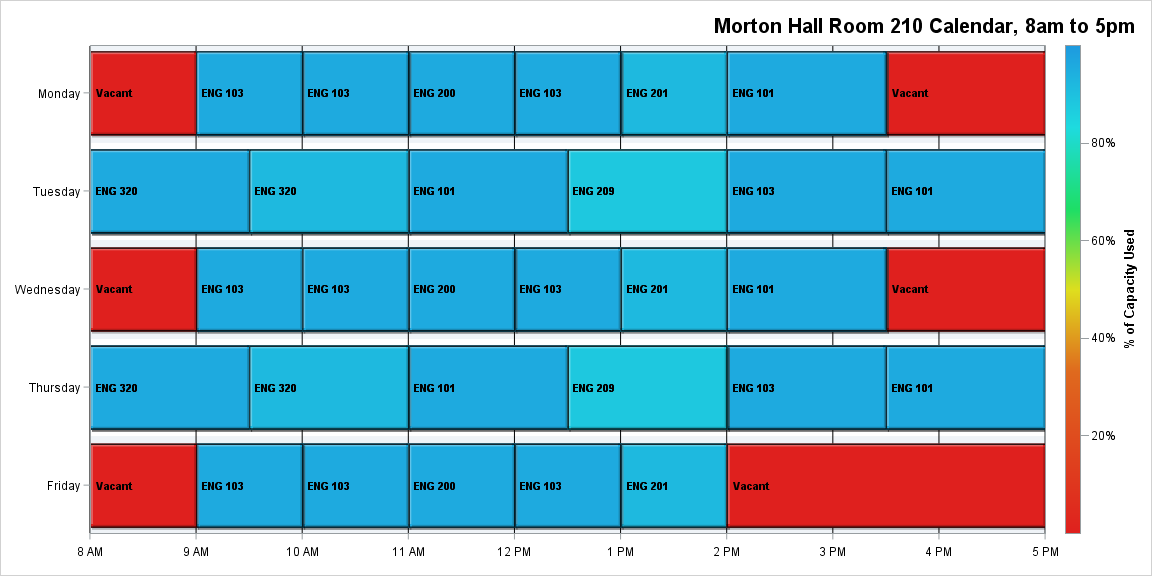 Morton Hall Room 210 Calendar, 8am to 5pm
Monday
Vacant
ENG 103
ENG 103
ENG 200
ENG 103
ENG 201
ENG 101
Vacant
Tuesday
ENG 320
ENG 320
ENG 101
ENG 209
ENG 103
ENG 101
Wednesday
Vacant
ENG 103
ENG 103
ENG 200
ENG 103
ENG 201
ENG 101
Vacant
Thursday
ENG 320
ENG 320
ENG 101
ENG 209
ENG 103
ENG 101
Friday
Vacant
ENG 103
ENG 103
ENG 200
ENG 103
ENG 201
Vacant
8 AM
9 AM
10 AM
11 AM
12 PM
1 PM
2 PM
3 PM
4 PM
5 PM
80%
60%
40%
20%
% of Capacity Used